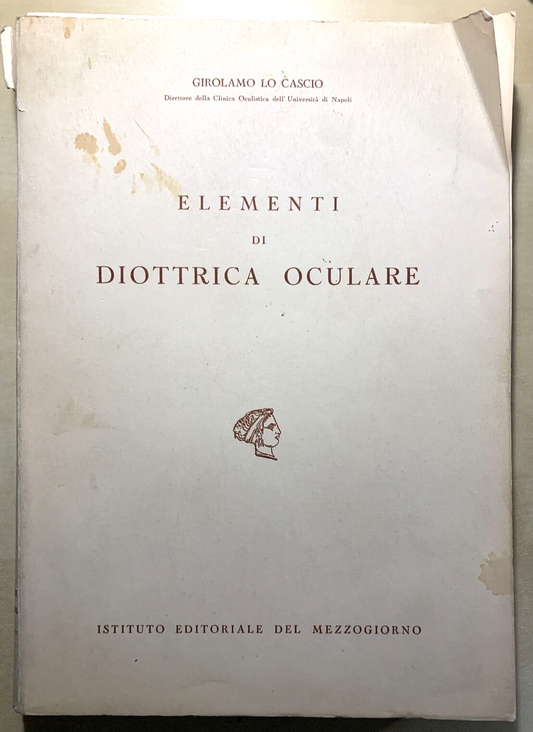 GIROLAMO LO CASCIO
Direttore della Clinica Oculistica dell'Università di Napoli
ELEMENTI
DI
DIOTTRICA OCULARE
ISTITUTO EDITORIALE DEL MEZZOGIORNO